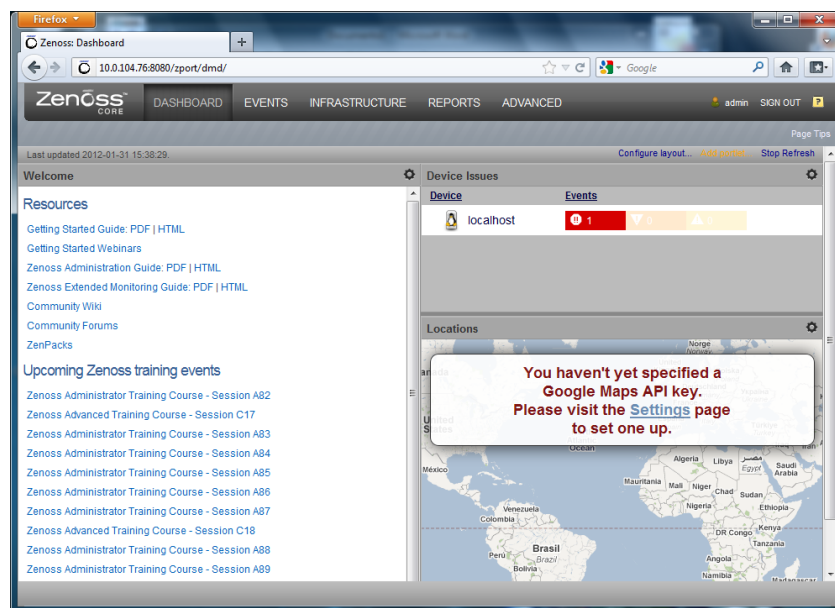 Firefox
Zenoss: Dashboard
10.0.104.76:8080/zport/dmd/
Google
Zenoss™
CORE
DASHBOARD EVENTS INFRASTRUCTURE REPORTS ADVANCED
admin SIGN OUT ?
Page Tips
Last updated 2012-01-31 15:38:29.
Configure layout... Stop Refresh
Welcome
Resources
Getting Started Guide: PDF | HTML
Getting Started Webinars
Zenoss Administration Guide: PDF | HTML
Zenoss Extended Monitoring Guide: PDF | HTML
Community Wiki
Community Forums
ZenPacks
Upcoming Zenoss training events
Zenoss Administrator Training Course - Session A82
Zenoss Advanced Training Course - Session C17
Zenoss Administrator Training Course - Session A83
Zenoss Administrator Training Course - Session A84
Zenoss Administrator Training Course - Session A85
Zenoss Administrator Training Course - Session A86
Zenoss Administrator Training Course - Session A87
Zenoss Advanced Training Course - Session C18
Zenoss Administrator Training Course - Session A88
Zenoss Administrator Training Course - Session A89
Device Issues
Device Events
localhost 1 0 0
Locations
You haven't yet specified a
Google Maps API key.
Please visit the Settings page
to set one up.
Norge
Norway
Ocean
México
Algeria
Libya
مصر
Egypt
Saudi
Arabia
Mauritania
Mali
Niger
Chad
Sudan
Nigeria
Ethiopia
Venezuela
Colombia
DR Congo
Kenya
Tanzania
Perú
Brasil
Brazil
Bolivia
Angola
Namibia
Madagascar